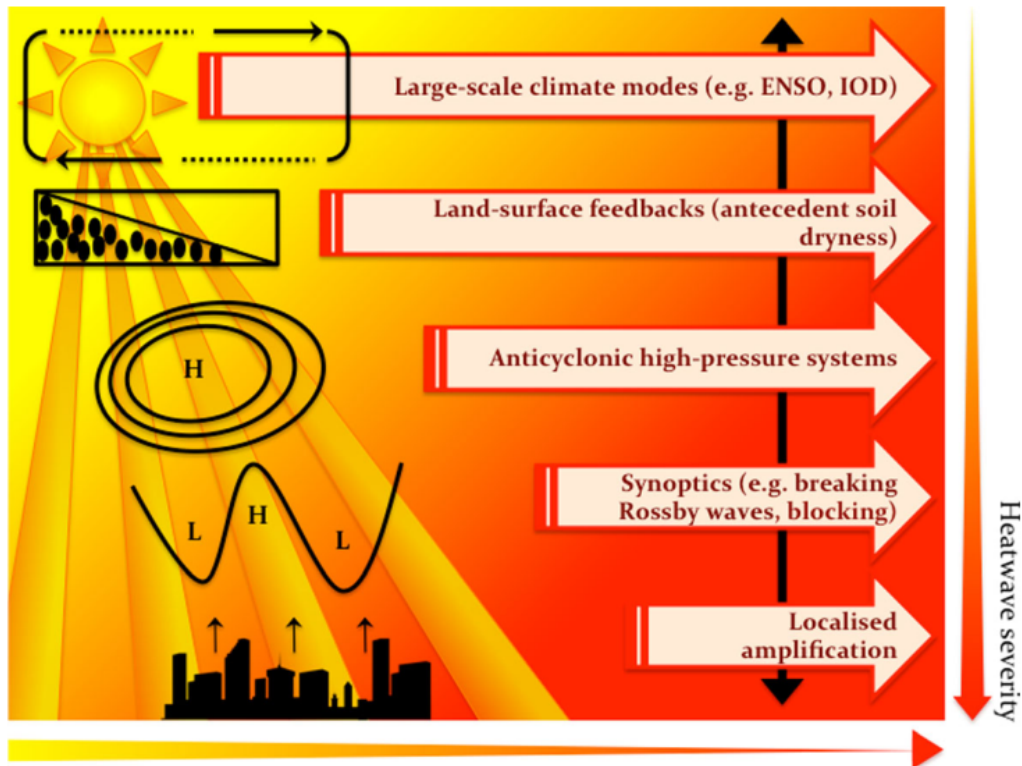 Large-scale climate modes (e.g. ENSO, IOD)
Land-surface feedbacks (antecedent soil
dryness)
H
Anticyclonic high-pressure systems
Synoptics (e.g. breaking
Rossby waves, blocking)
L
H
L
Localised
amplification
Heatwave severity